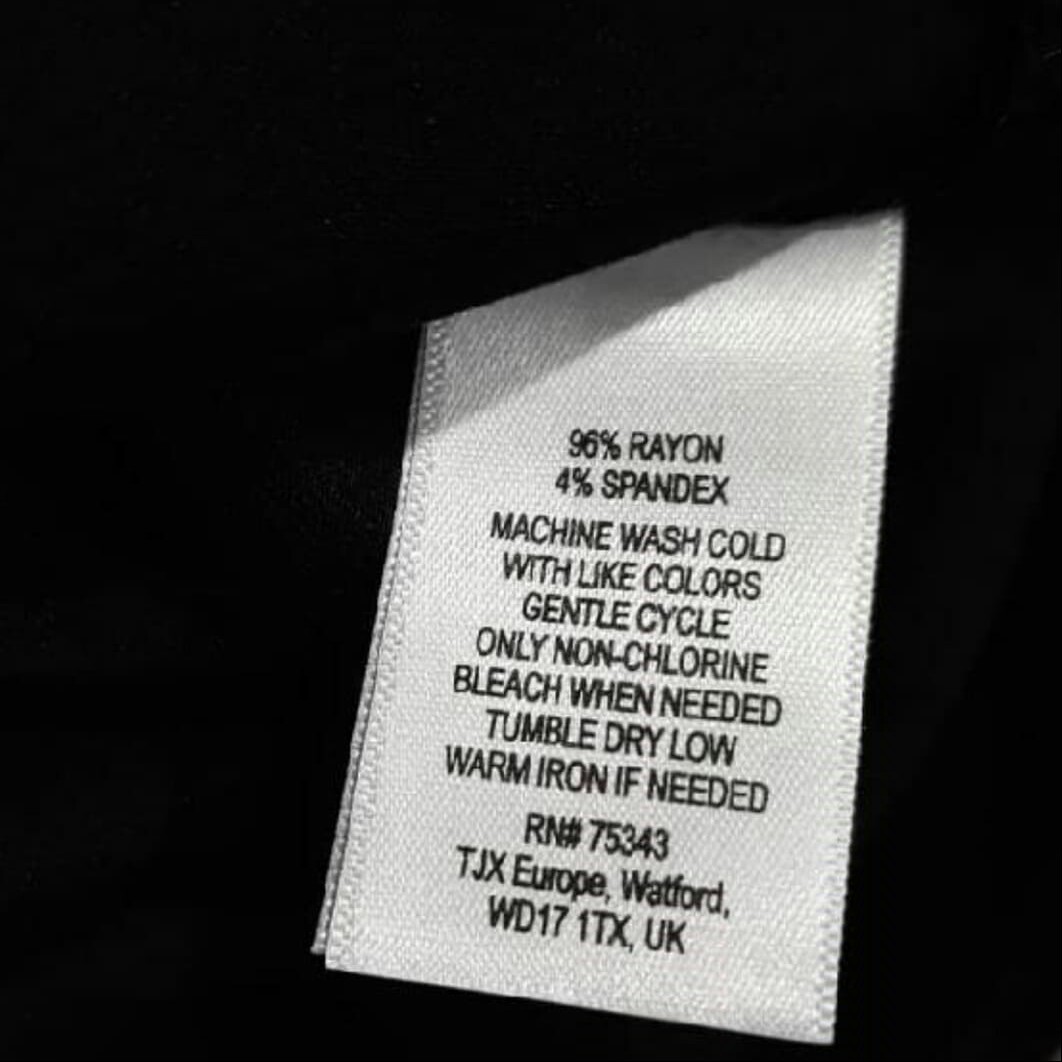 96% RAYON
4% SPANDEX
MACHINE WASH COLD
WITH LIKE COLORS
GENTLE CYCLE
ONLY NON-CHLORINE
BLEACH WHEN NEEDED
TUMBLE DRY LOW
WARM IRON IF NEEDED
RN# 75343
TJX Europe, Watford,
WD17 1TX, UK